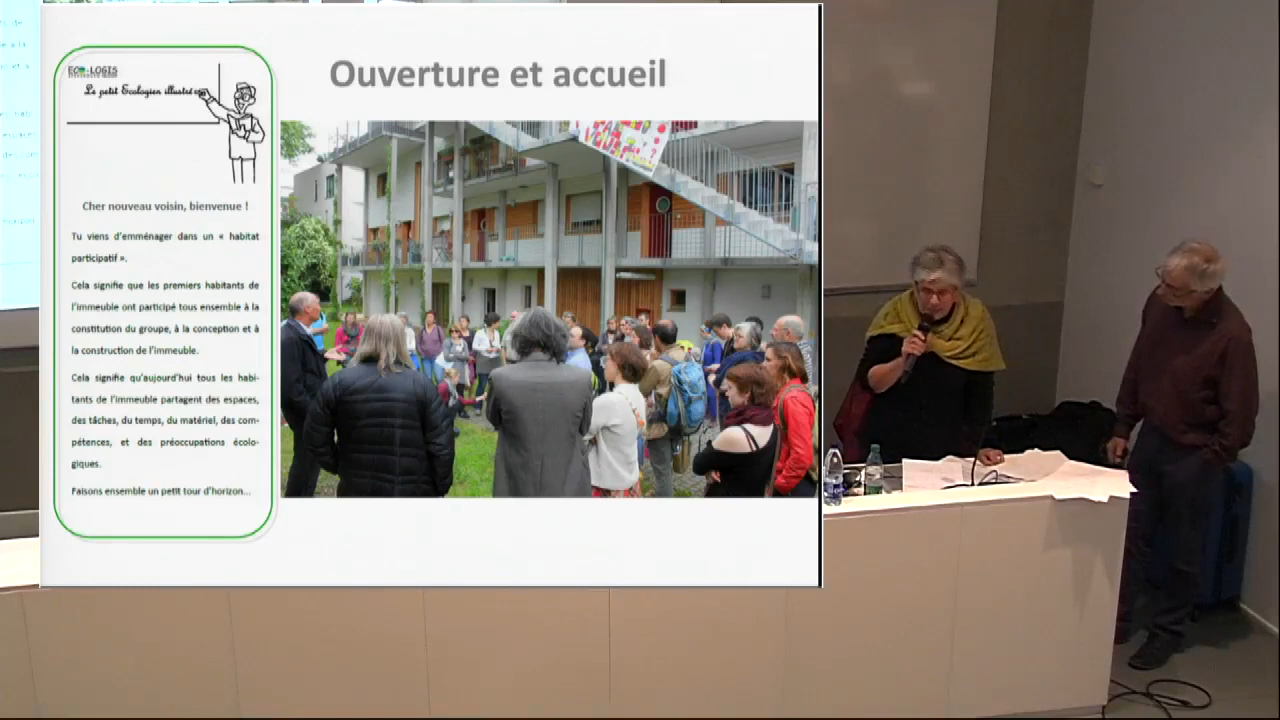 Ouverture et accueil
ECO-LOGIS
Le petit Ecologien illustré
Cher nouveau voisin, bienvenue !
Tu viens d'emménager dans un « habitat
participatif ».
Cela signifie que les premiers habitants de
l'immeuble ont participé tous ensemble à la
constitution du groupe, à la conception et à
la construction de l'immeuble.
Cela signifie qu'aujourd'hui tous les habi-
tants de l'immeuble partagent des espaces,
des tâches, du temps, du matériel, des com-
pétences, et des préoccupations écolo-
giques.
Faisons ensemble un petit tour d'horizon...